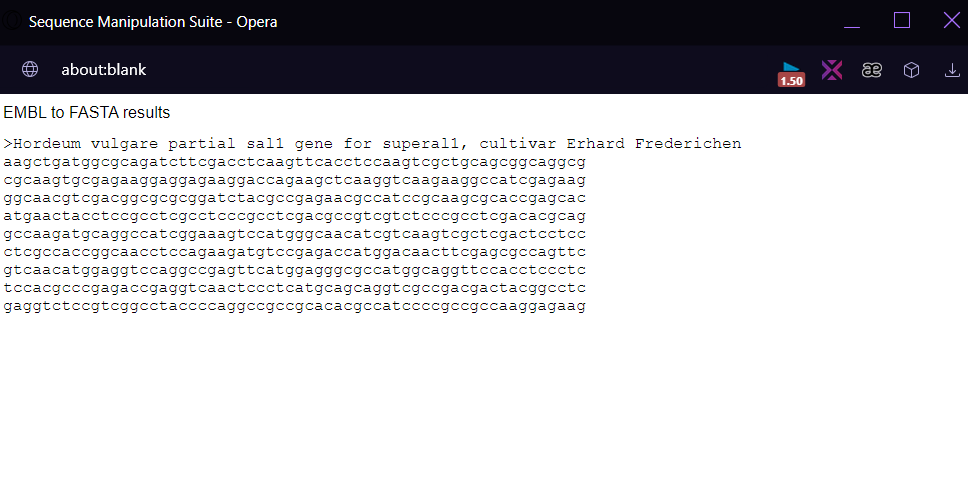 Sequence Manipulation Suite - Opera
about:blank
1.50
æ
EMBL to FASTA results
>Hordeum vulgare partial sal1 gene for superal1, cultivar Erhard Frederichen
aagctgatggcgcagatcttcgacctcaagttcacctccaagtcgctgcagcggcaggcg
cgcaagtgcgagaaggaggagaaggaccagaagctcaaggtcaagaaggccatcgagaag
ggcaacgtcgacggcgcgcggatctacgccgagaacgccatccgcaagcgcaccgagcac
atgaactacctccgcctcgcctcccgcctcgacgccgtcgtctcccgcctcgacacgcag
gccaagatgcaggccatcggaaagtccatgggcaacatcgtcaagtcgctcgactcctcc
ctcgccaccggcaacctccagaagatgtccgagaccatggacaacttcgagcgccagttc
gtcaacatggaggtccaggccgagttcatggagggcgccatggcaggttccacctccctc
tccacgcccgagaccgaggtcaactccctcatgcagcaggtcgccgacgactacggcctc
gaggtctccgtcggcctaccccaggccgccgcacacgccatccccgccgccaaggagaag